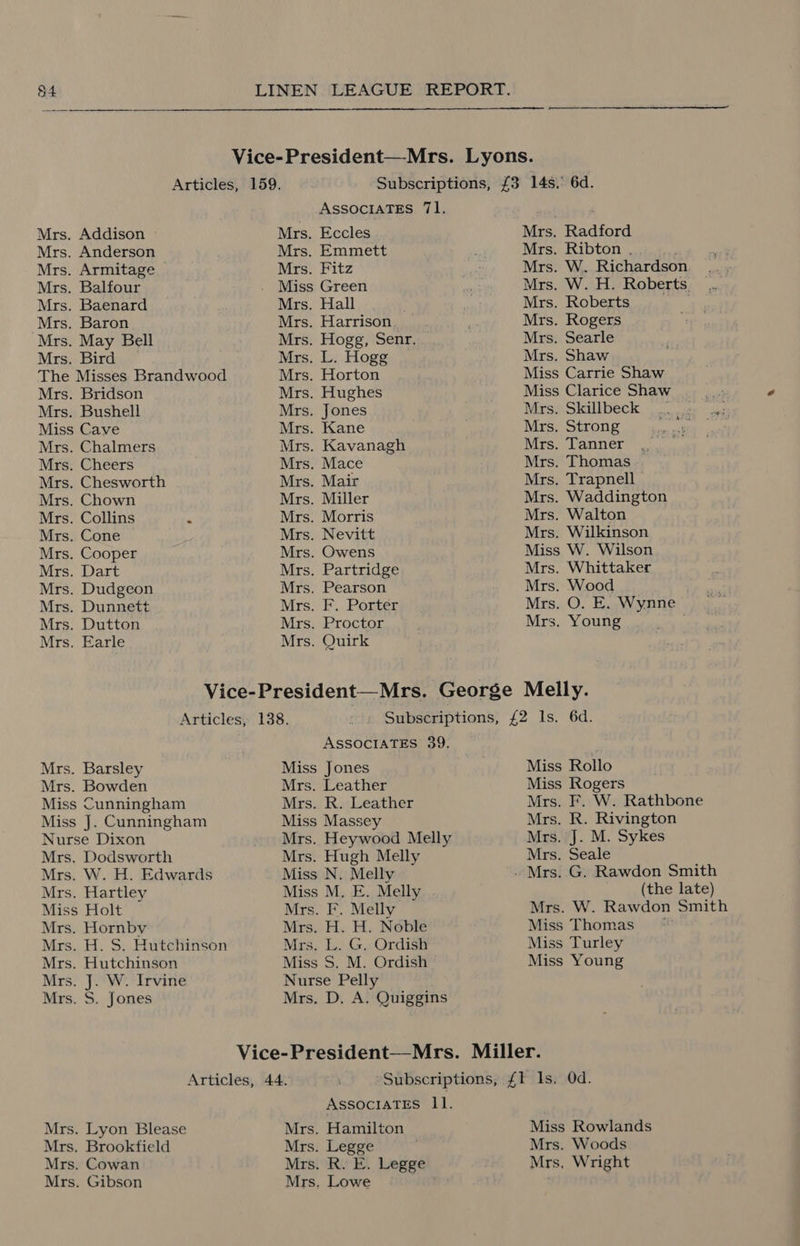 84 LINEN LEAGUE REPORT.
Vice-President—Mrs. Lyons.
Articles, 159. Subscriptions, £3 14s. 6d.
ASSOCIATES 71.
Mrs. Addison
Mrs. Anderson
Mrs. Armitage
Mrs. Balfour
Mrs. Baenard
Mrs. Baron
Mrs. May Bell
Mrs. Bird
The Misses Brandwood
Mrs. Bridson
Mrs. Bushell
Miss Cave
Mrs. Chalmers
Mrs. Cheers
Mrs. Chesworth
Mrs. Chown
Mrs. Collins
Mrs. Cone
Mrs. Cooper
Mrs. Dart
Mrs. Dudgeon
Mrs. Dunnett
Mrs. Dutton
Mrs. Earle
Mrs. Eccles
Mrs. Emmett
Mrs. Fitz
Miss Green
Mrs. Hall
Mrs. Harrison
Mrs. Hogg, Senr.
Mrs. L. Hogg
Mrs. Horton
Mrs. Hughes
Mrs. Jones
Mrs. Kane
Mrs. Kavanagh
Mrs. Mace
Mrs. Mair
Mrs. Miller
Mrs. Morris
Mrs. Nevitt
Mrs. Owens
Mrs. Partridge
Mrs. Pearson
Mrs. F. Porter
Mrs. Proctor
Mrs. Quirk
Mrs. Radford
Mrs. Ribton
Mrs. W. Richardson
Mrs. W. H. Roberts
Mrs. Roberts
Mrs. Rogers
Mrs. Searle
Mrs. Shaw
Miss Carrie Shaw
Miss Clarice Shaw
Mrs. Skillbeck
Mrs. Strong
Mrs. Tanner
Mrs. Thomas
Mrs. Trapnell
Mrs. Waddington
Mrs. Walton
Mrs. Wilkinson
Miss W. Wilson
Mrs. Whittaker
Mrs. Wood
Mrs. O. E. Wynne
Mrs. Young
Vice-President—Mrs. George Melly.
Articles, 138. Subscriptions, £2 1s. 6d.
ASSOCIATES 39.
Mrs. Barsley
Mrs. Bowden
Miss Cunningham
Miss J. Cunningham
Nurse Dixon
Mrs. Dodsworth
Mrs. W. H. Edwards
Mrs. Hartley
Miss Holt
Mrs. Hornby
Mrs. H. S. Hutchinson
Mrs. Hutchinson
Mrs. J. W. Irvine
Mrs. S. Jones
Miss Jones
Mrs. Leather
Mrs. R. Leather
Miss Massey
Mrs. Heywood Melly
Mrs. Hugh Melly
Miss N. Melly
Miss M. E. Melly
Mrs. F. Melly
Mrs. H. H. Noble
Mrs. L. G. Ordish
Miss S. M. Ordish
Nurse Pelly
Mrs. D. A. Quiggins
Miss Rollo
Miss Rogers
Mrs. F. W. Rathbone
Mrs. R. Rivington
Mrs. J. M. Sykes
Mrs. Seale
Mrs. G. Rawdon Smith
(the late)
Mrs. W. Rawdon Smith
Miss Thomas
Miss Turley
Miss Young
Vice-President—Mrs. Miller.
Articles, 44. Subscriptions, £1 1s. 0d.
ASSOCIATES 11.
Mrs. Lyon Blease
Mrs. Brookfield
Mrs. Cowan
Mrs. Gibson
Mrs. Hamilton
Mrs. Legge
Mrs. R. E. Legge
Mrs. Lowe
Miss Rowlands
Mrs. Woods
Mrs. Wright